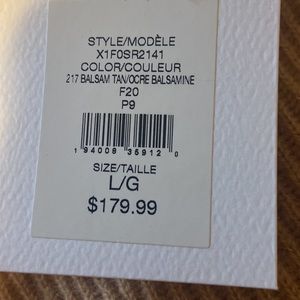 STYLE/MODÈLE
X1F0SR2141
COLOR/COULEUR
217 BALSAM TAN/OCRE BALSAMINE
F20
P9
1 94008 35912 0
SIZE/TAILLE
L/G
$179.99